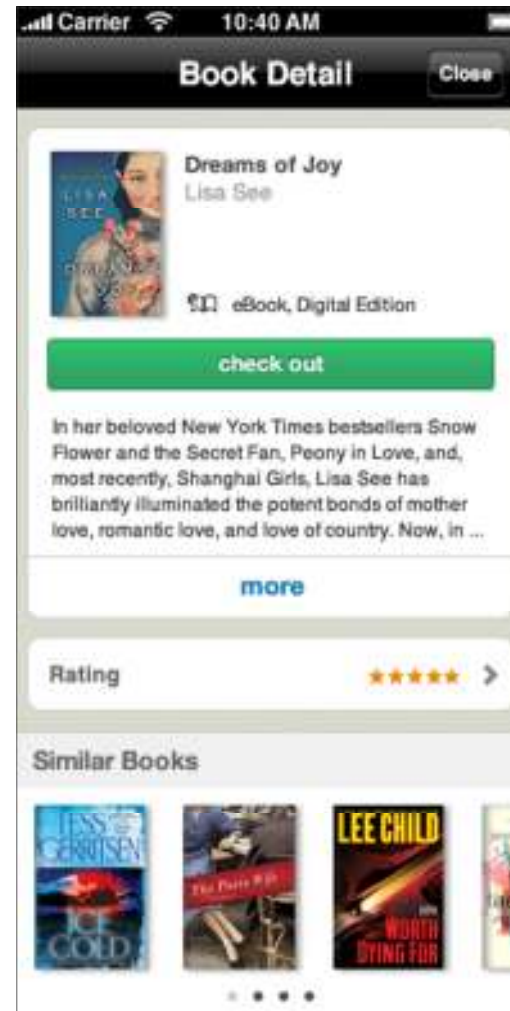 Carrier 10:40 AM
Book Detail
Close
LISA
SEE
Dreams of Joy
Lisa See
eBook, Digital Edition
check out
In her beloved New York Times bestsellers Snow
Flower and the Secret Fan, Peony in Love, and,
most recently, Shanghai Girls, Lisa See has
brilliantly illuminated the potent bonds of mother
love, romantic love, and love of country. Now, in ...
more
Rating
Similar Books
TESS
GERRITSEN
ICE
COLD
The Paris Wife
LEE CHILD
WORTH
DYING FOR